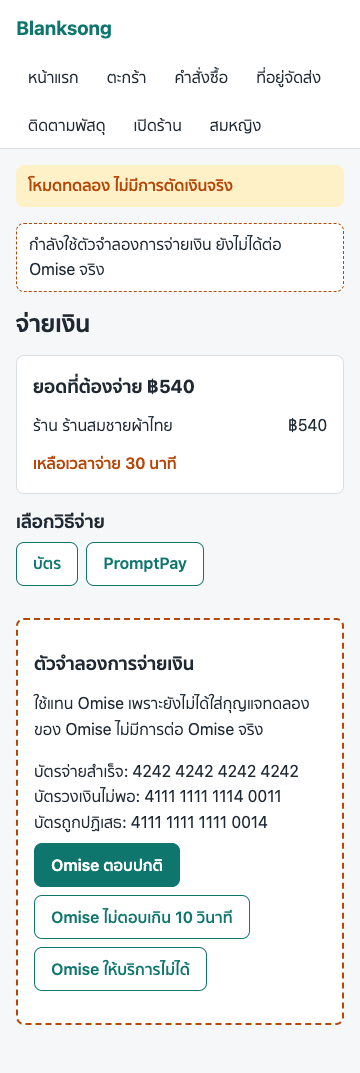 Blanksong
หน้าแรก ตะกร้า คำสั่งซื้อ ที่อยู่จัดส่ง
ติดตามพัสดุ เปิดร้าน สมหญิง
โหมดทดลอง ไม่มีการตัดเงินจริง
กำลังใช้ตัวจำลองการจ่ายเงิน ยังไม่ได้ต่อ
Omise จริง
จ่ายเงิน
ยอดที่ต้องจ่าย ฿540
ร้าน ร้านสมชายผ้าไทย ฿540
เหลือเวลาจ่าย 30 นาที
เลือกวิธีจ่าย
บัตร PromptPay
ตัวจำลองการจ่ายเงิน
ใช้แทน Omise เพราะยังไม่ได้ใส่กุญแจทดลอง
ของ Omise ไม่มีการต่อ Omise จริง
บัตรจ่ายสำเร็จ: 4242 4242 4242 4242
บัตรวงเงินไม่พอ: 4111 1111 1114 0011
บัตรถูกปฏิเสธ: 4111 1111 1111 0014
Omise ตอบปกติ
Omise ไม่ตอบเกิน 10 วินาที
Omise ให้บริการไม่ได้